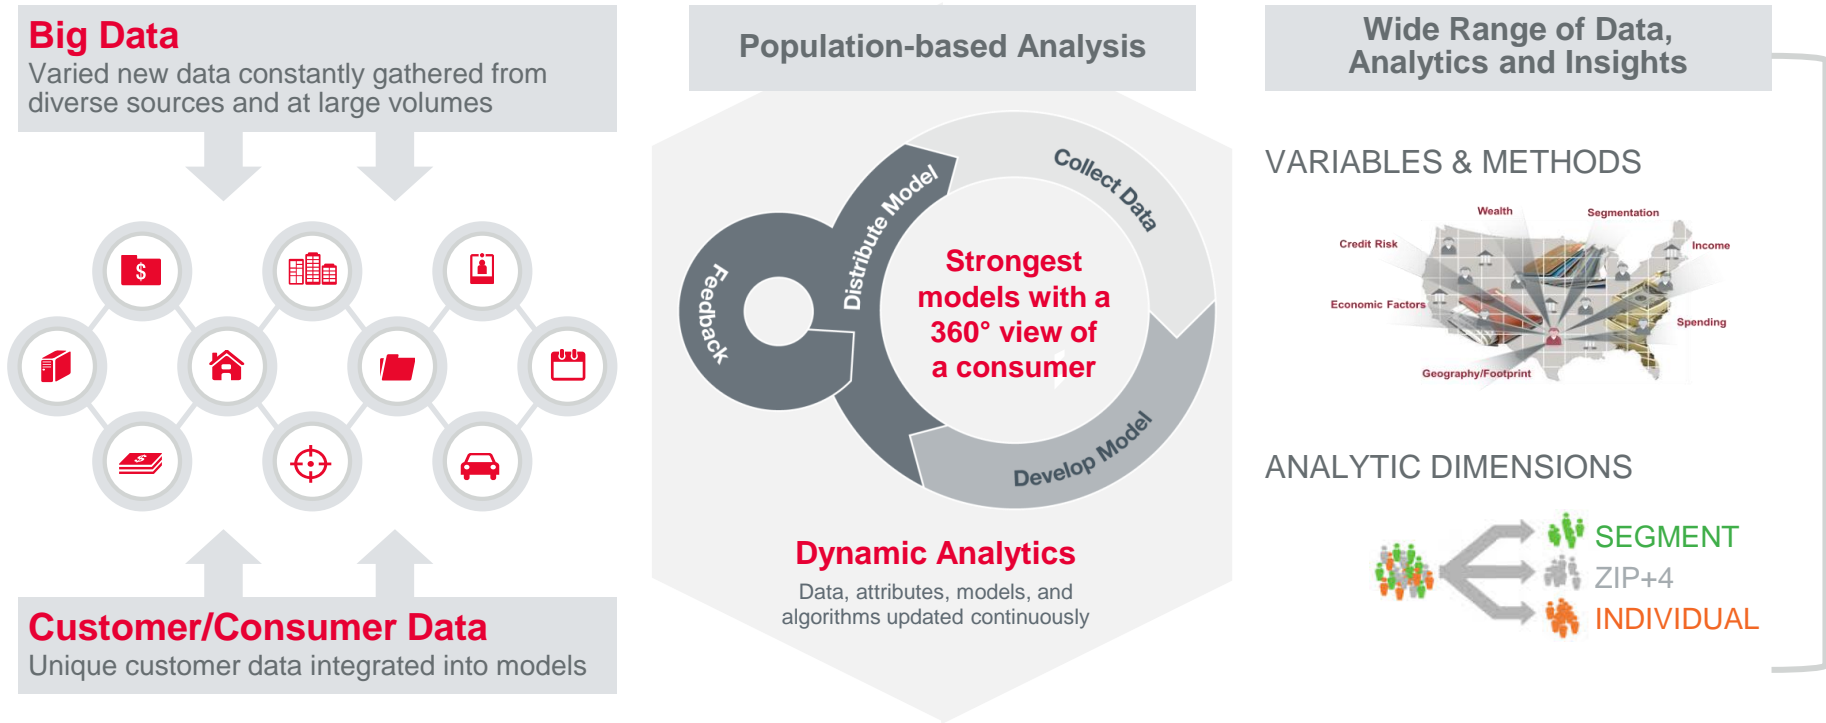 Big Data
Varied new data constantly gathered from
diverse sources and at large volumes
$
$
Customer/Consumer Data
Unique customer data integrated into models
Population-based Analysis
Collect Data
Distribute Model
Feedback
Develop Model
Strongest
models with a
360° view of
a consumer
Dynamic Analytics
Data, attributes, models, and
algorithms updated continuously
Wide Range of Data,
Analytics and Insights
VARIABLES & METHODS
Wealth
Segmentation
Credit Risk
Income
Economic Factors
Spending
Geography/Footprint
ANALYTIC DIMENSIONS
SEGMENT
ZIP+4
INDIVIDUAL